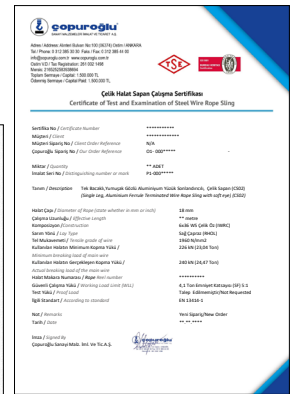 çopuroğlu
Adres / Address: Alınteri Bulvarı No:190 (06374) Ostim / ANKARA
Tel / Phone: 0 312 385 30 30 Faks / Fax: 0 312 385 44 00
info@copuroglu.com.tr www.copuroglu.com.tr
Ostim V.D / Tax Registration: 261 002 1498
Toplam Sermaye / Capital: 1.500.000 TL
Ödenmiş Sermaye / Capital Paid: 1.500.000 TL
TSE
Çelik Halat Sapan Çalışma Sertifikası
Certificate of Test and Examination of Steel Wire Rope Sling
Sertifika No / Certificate Number ***********
Müşteri / Client *************
Müşteri Sipariş No / Client Order Reference N/A
Çopuroğlu Sipariş No / Our Order Reference O1- 000***** -
Miktar / Quantity ** ADET
İmalat Seri No / Distinguishing number or mark P1-000*****
Tanım / Description Tek Bacaklı,Yumuşak Gözlü Aluminyum Yüzük Sonlandırıcılı, Çelik Sapan (CS02)
(Single Leg, Aluminium Ferrule Terminated Wire Rope Sling with soft eye) (CS02)
Halat Çapı / Diameter of Rope (state whether is mm or inch) 18 mm
Çalışma Uzunluğu / Effective Length ** metre
Kompozisyon / Construction 6x36 WS Çelik Öz (IWRC)
Sarım Yönü / Lay Type Sağ Çapraz (RHOL)
Tel Mukavemeti / Tensile grade of wire 1960 N/mm2
Kullanılan Halatın Minimum Kopma Yükü / 226 kN (23,04 Ton)
Minimum breaking load of main wire
Kullanılan Halatın Gerçekleşen Kopma Yükü / 240 kN (24,47 Ton)
Actual breaking load of the main wire
Halat Makara Numarası / Rope Reel number **********
Güvenli Çalışma Yükü / Working Load Limit (WLL) 4,1 Ton Emniyet Katsayısı (SF) 5:1
Test Yükü / Proof Load Talep Edilmemiştir/Not Requested
İlgili Standart / According to standard EN 13414-1
Not / Remarks Yeni Sipariş/New Order
Tarih / Date **.**.****
İmza / Signed By
Çopuroğlu Sanayi Malz. İml. Ve Tic.A.Ş.